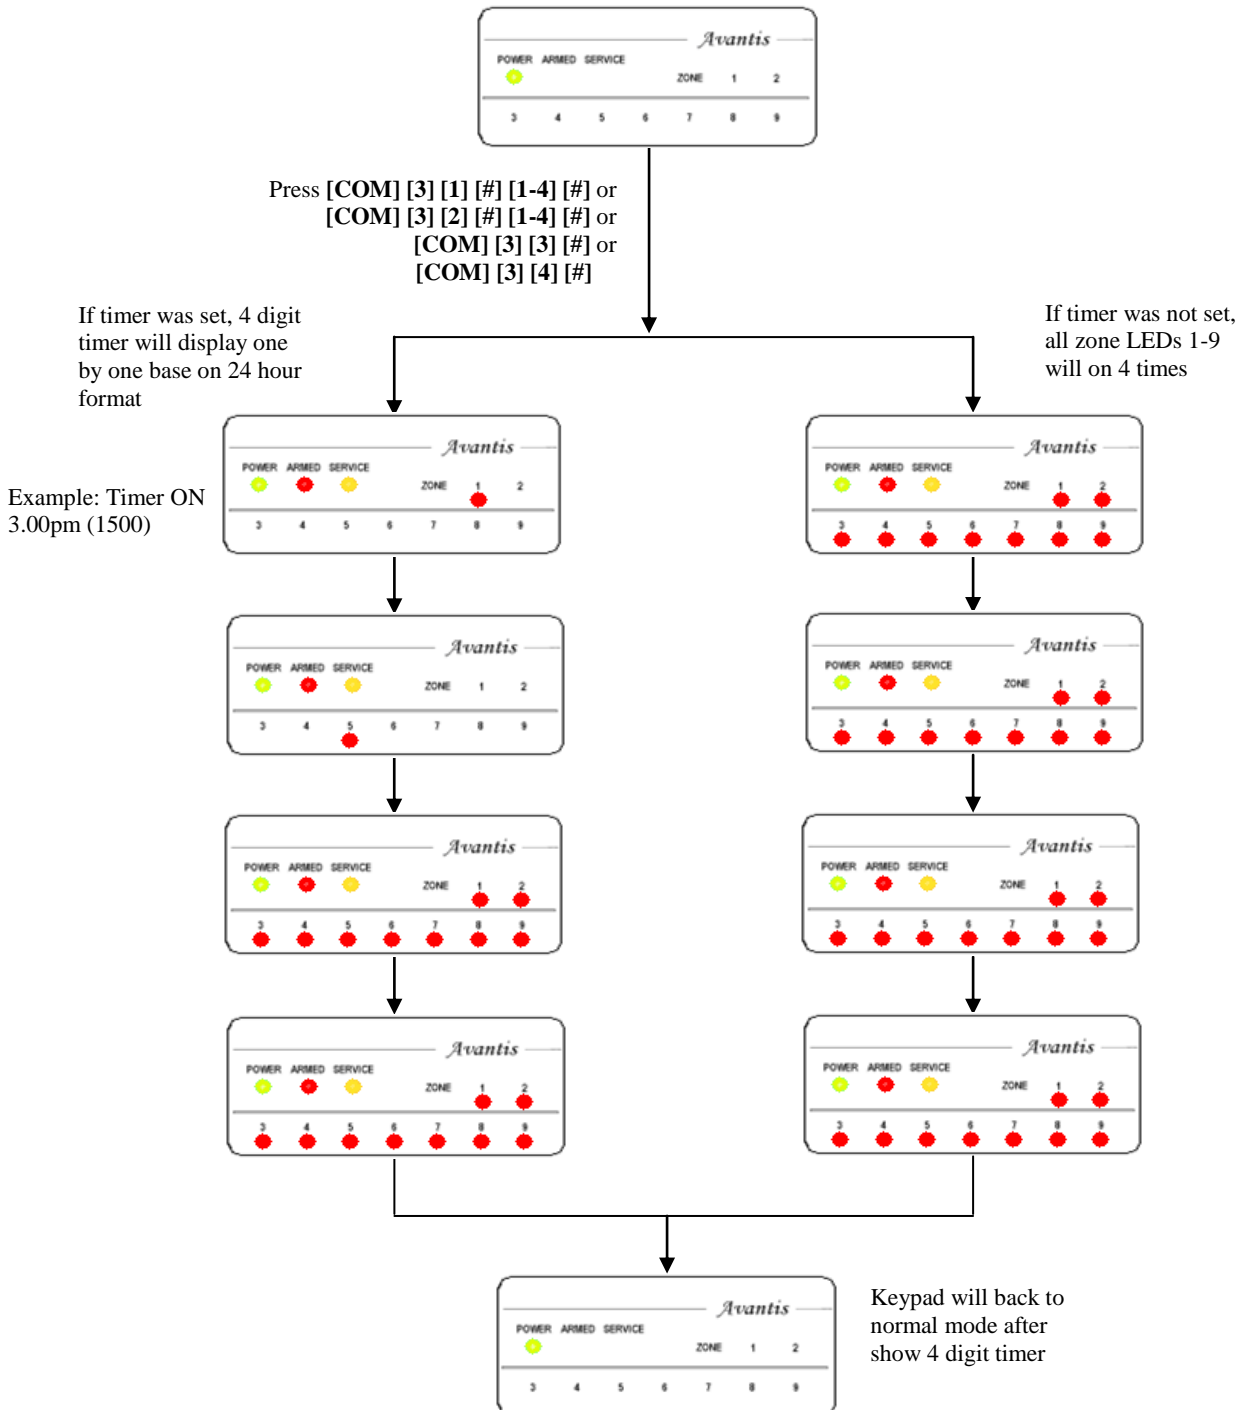 Avantis
POWER ARMED SERVICE
ZONE 1 2
3 4 5 6 7 8 9
Press [COM] [3] [1] [#] [1-4] [#] or
[COM] [3] [2] [#] [1-4] [#] or
[COM] [3] [3] [#] or
[COM] [3] [4] [#]
If timer was set, 4 digit
timer will display one
by one base on 24 hour
format
If timer was not set,
all zone LEDs 1-9
will on 4 times
Example: Timer ON
3.00pm (1500)
Avantis
POWER ARMED SERVICE
ZONE 1 2
3 4 5 6 7 8 9
Avantis
POWER ARMED SERVICE
ZONE 1 2
3 4 5 6 7 8 9
Avantis
POWER ARMED SERVICE
ZONE 1 2
3 4 5 6 7 8 9
Avantis
POWER ARMED SERVICE
ZONE 1 2
3 4 5 6 7 8 9
Avantis
POWER ARMED SERVICE
ZONE 1 2
3 4 5 6 7 8 9
Avantis
POWER ARMED SERVICE
ZONE 1 2
3 4 5 6 7 8 9
Avantis
POWER ARMED SERVICE
ZONE 1 2
3 4 5 6 7 8 9
Avantis
POWER ARMED SERVICE
ZONE 1 2
3 4 5 6 7 8 9
Avantis
POWER ARMED SERVICE
ZONE 1 2
3 4 5 6 7 8 9
Keypad will back to
normal mode after
show 4 digit timer